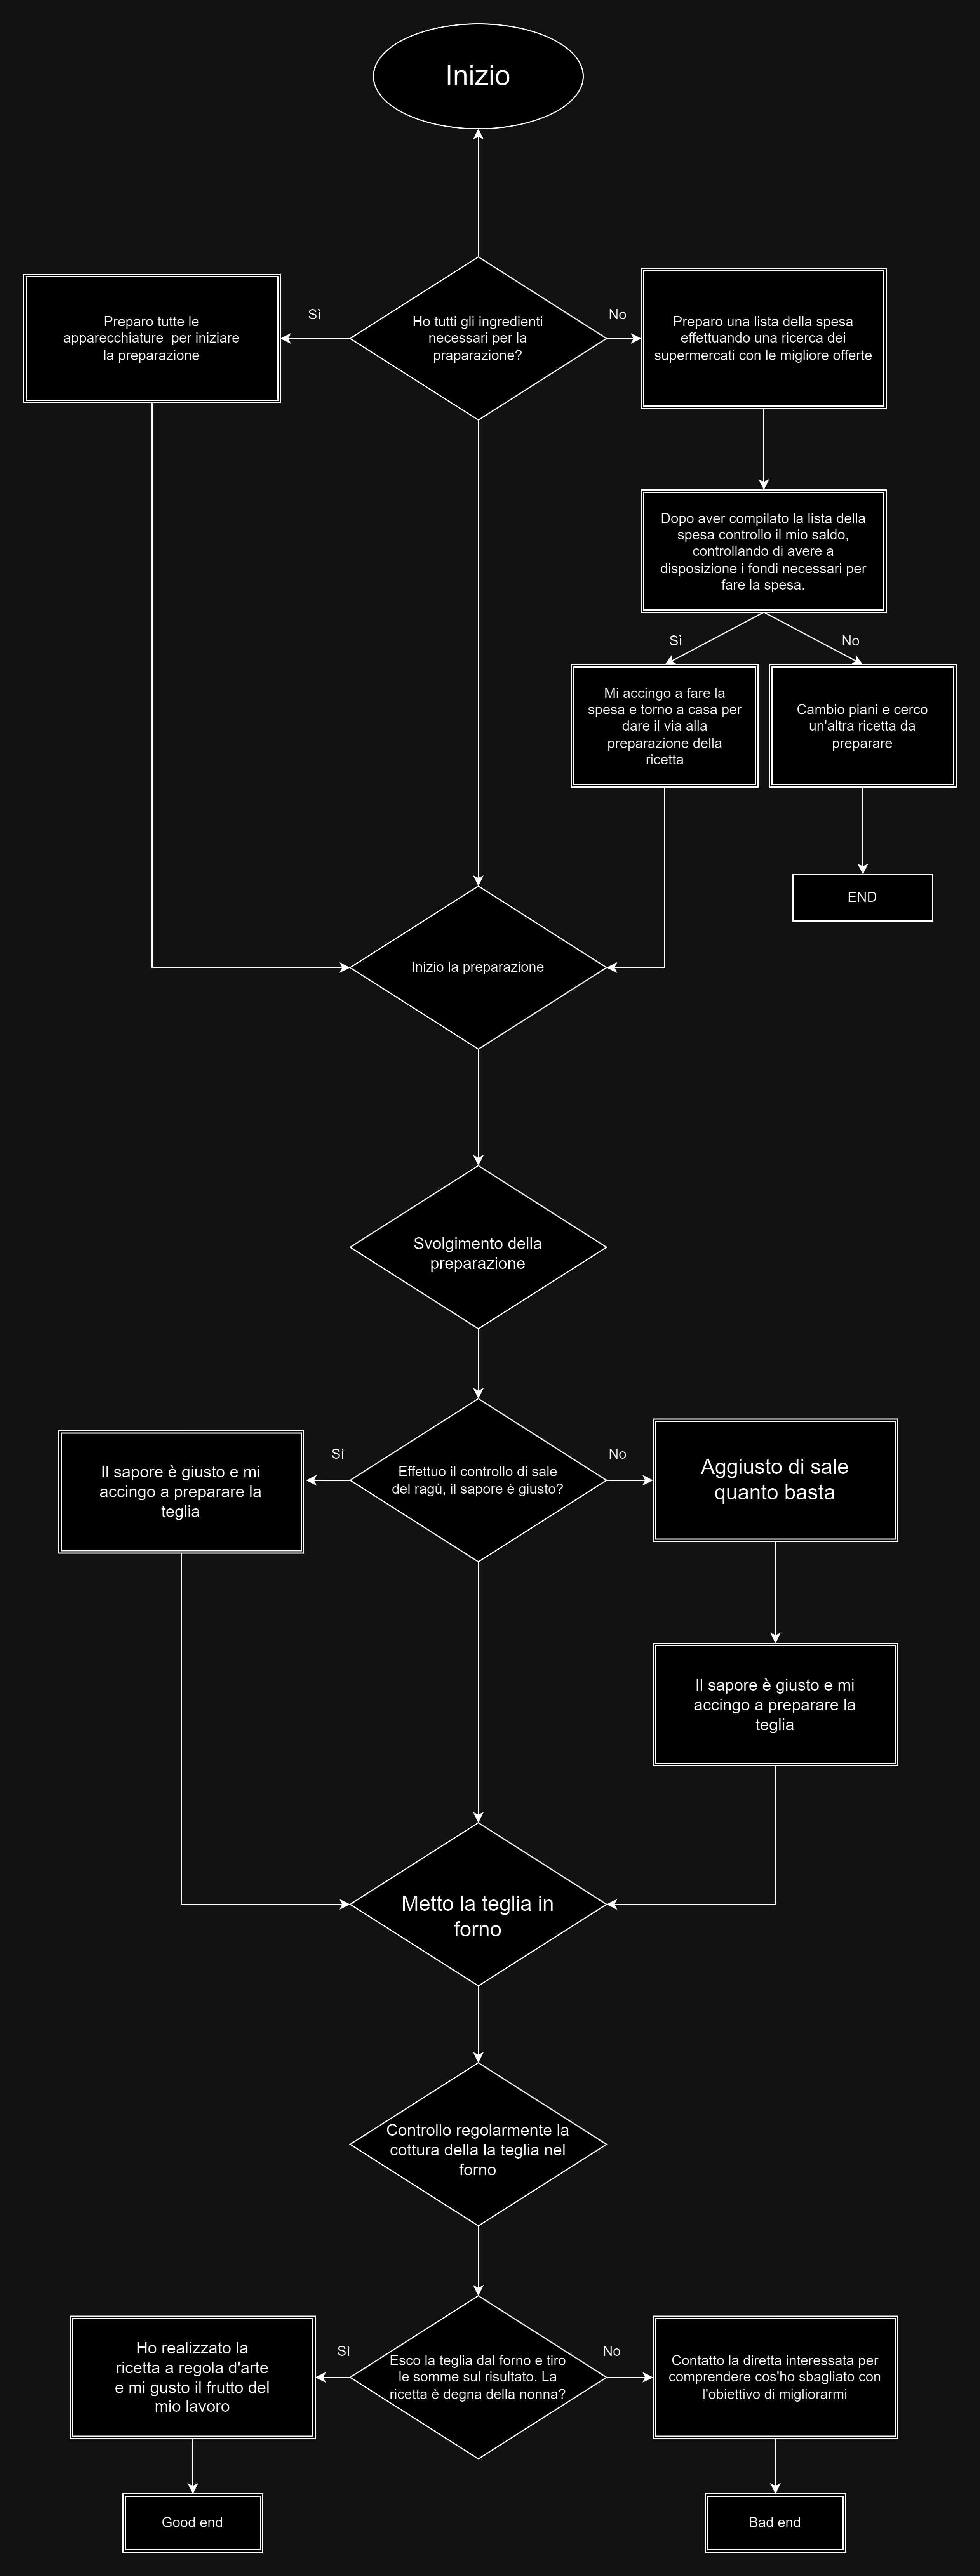 Inizio
Sì
No
Preparo tutte le
apparecchiature  per iniziare
la preparazione
Ho tutti gli ingredienti
necessari per la
praparazione?
Preparo una lista della spesa
effettuando una ricerca dei
supermercati con le migliore offerte
Dopo aver compilato la lista della
spesa controllo il mio saldo,
controllando di avere a
disposizione i fondi necessari per
fare la spesa.
Sì
No
Mi accingo a fare la
spesa e torno a casa per
dare il via alla
preparazione della
ricetta
Cambio piani e cerco
un'altra ricetta da
preparare
END
Inizio la preparazione
Svolgimento della
preparazione
Sì
No
Il sapore è giusto e mi
accingo a preparare la
teglia
Effettuo il controllo di sale
del ragù, il sapore è giusto?
Aggiusto di sale
quanto basta
Il sapore è giusto e mi
accingo a preparare la
teglia
Metto la teglia in
forno
Controllo regolarmente la
cottura della la teglia nel
forno
Sì
No
Ho realizzato la
ricetta a regola d'arte
e mi gusto il frutto del
mio lavoro
Esco la teglia dal forno e tiro
le somme sul risultato. La
ricetta è degna della nonna?
Contatto la diretta interessata per
comprendere cos'ho sbagliato con
l'obiettivo di migliorarmi
Good end
Bad end